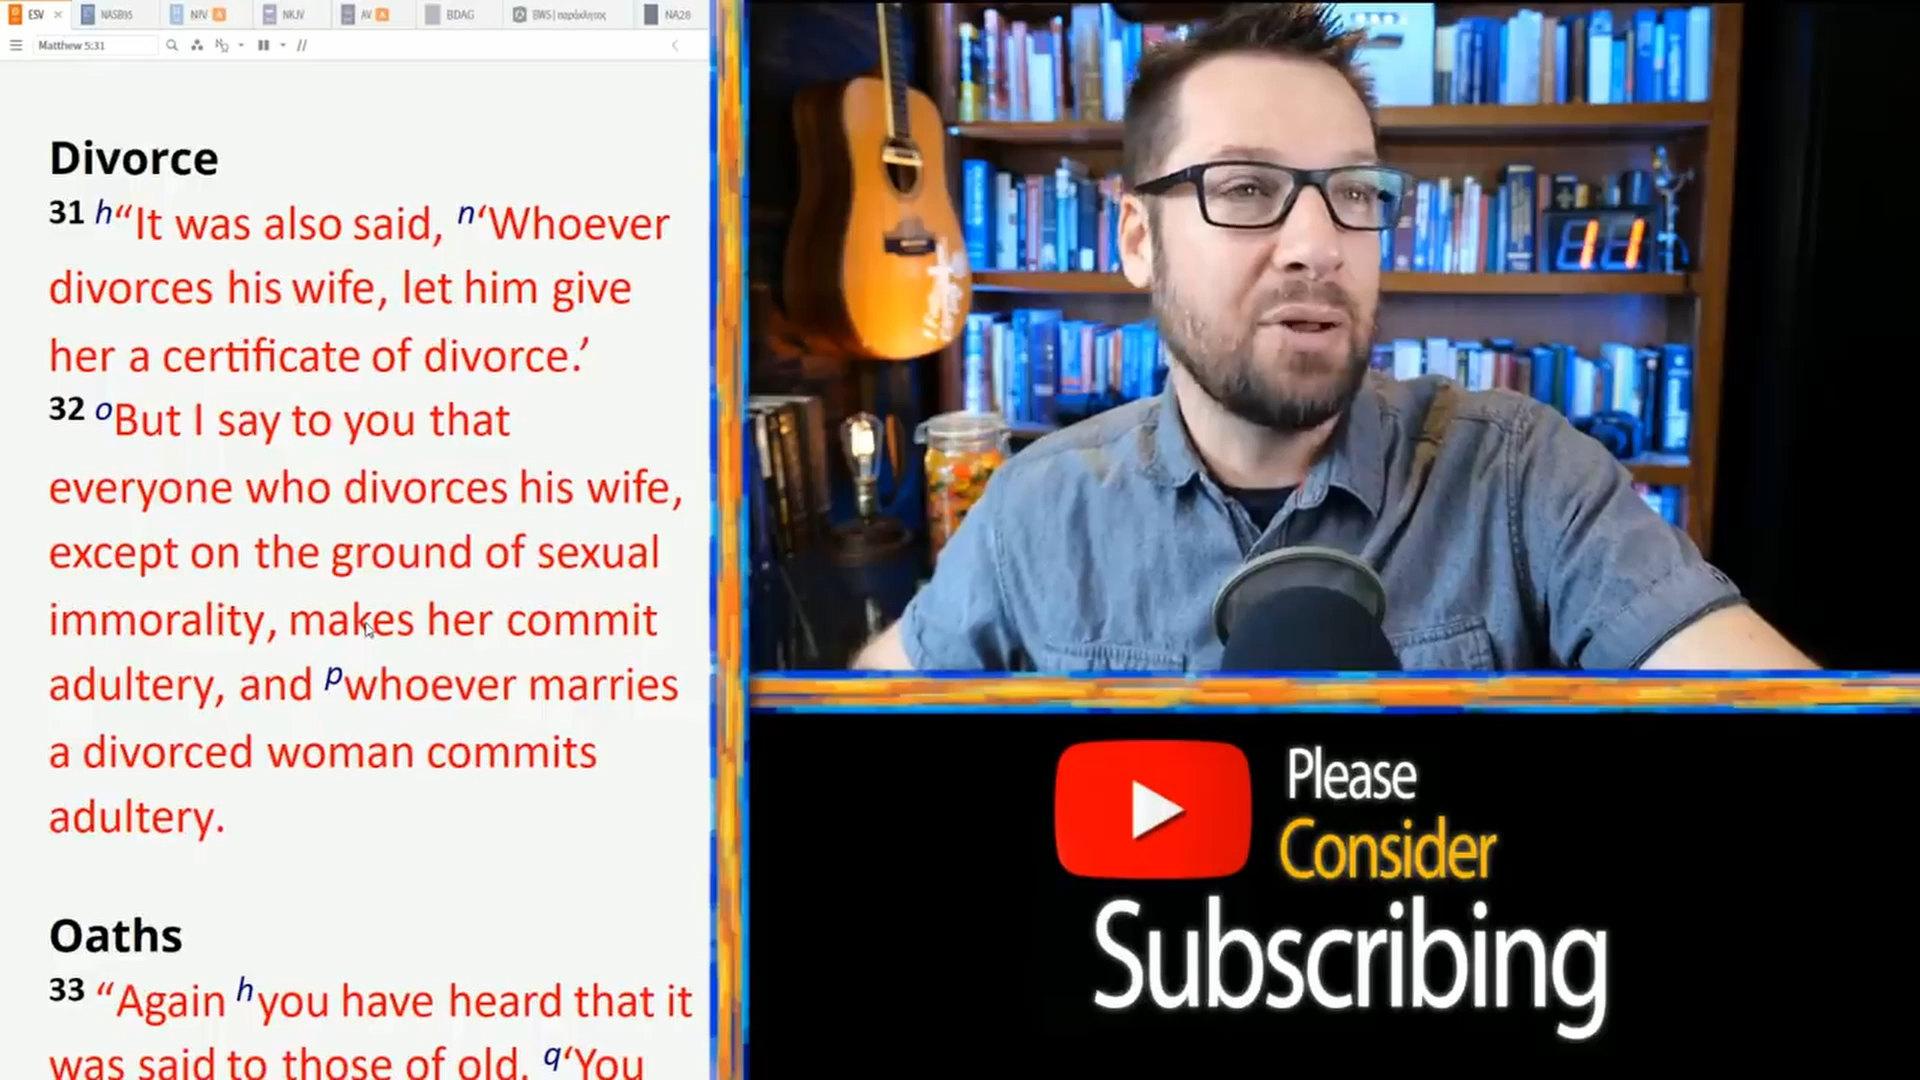 ESV
NASB95
NIV
NKJV
AV
BDAG
BWS | παράκλητος
NA28
Matthew 5:31
Divorce
31 h“It was also said, n‘Whoever
divorces his wife, let him give
her a certificate of divorce.’
32 oBut I say to you that
everyone who divorces his wife,
except on the ground of sexual
immorality, makes her commit
adultery, and pwhoever marries
a divorced woman commits
adultery.
Oaths
33 “Again hyou have heard that it
was said to those of old, q‘You
11
Please
Consider
Subscribing